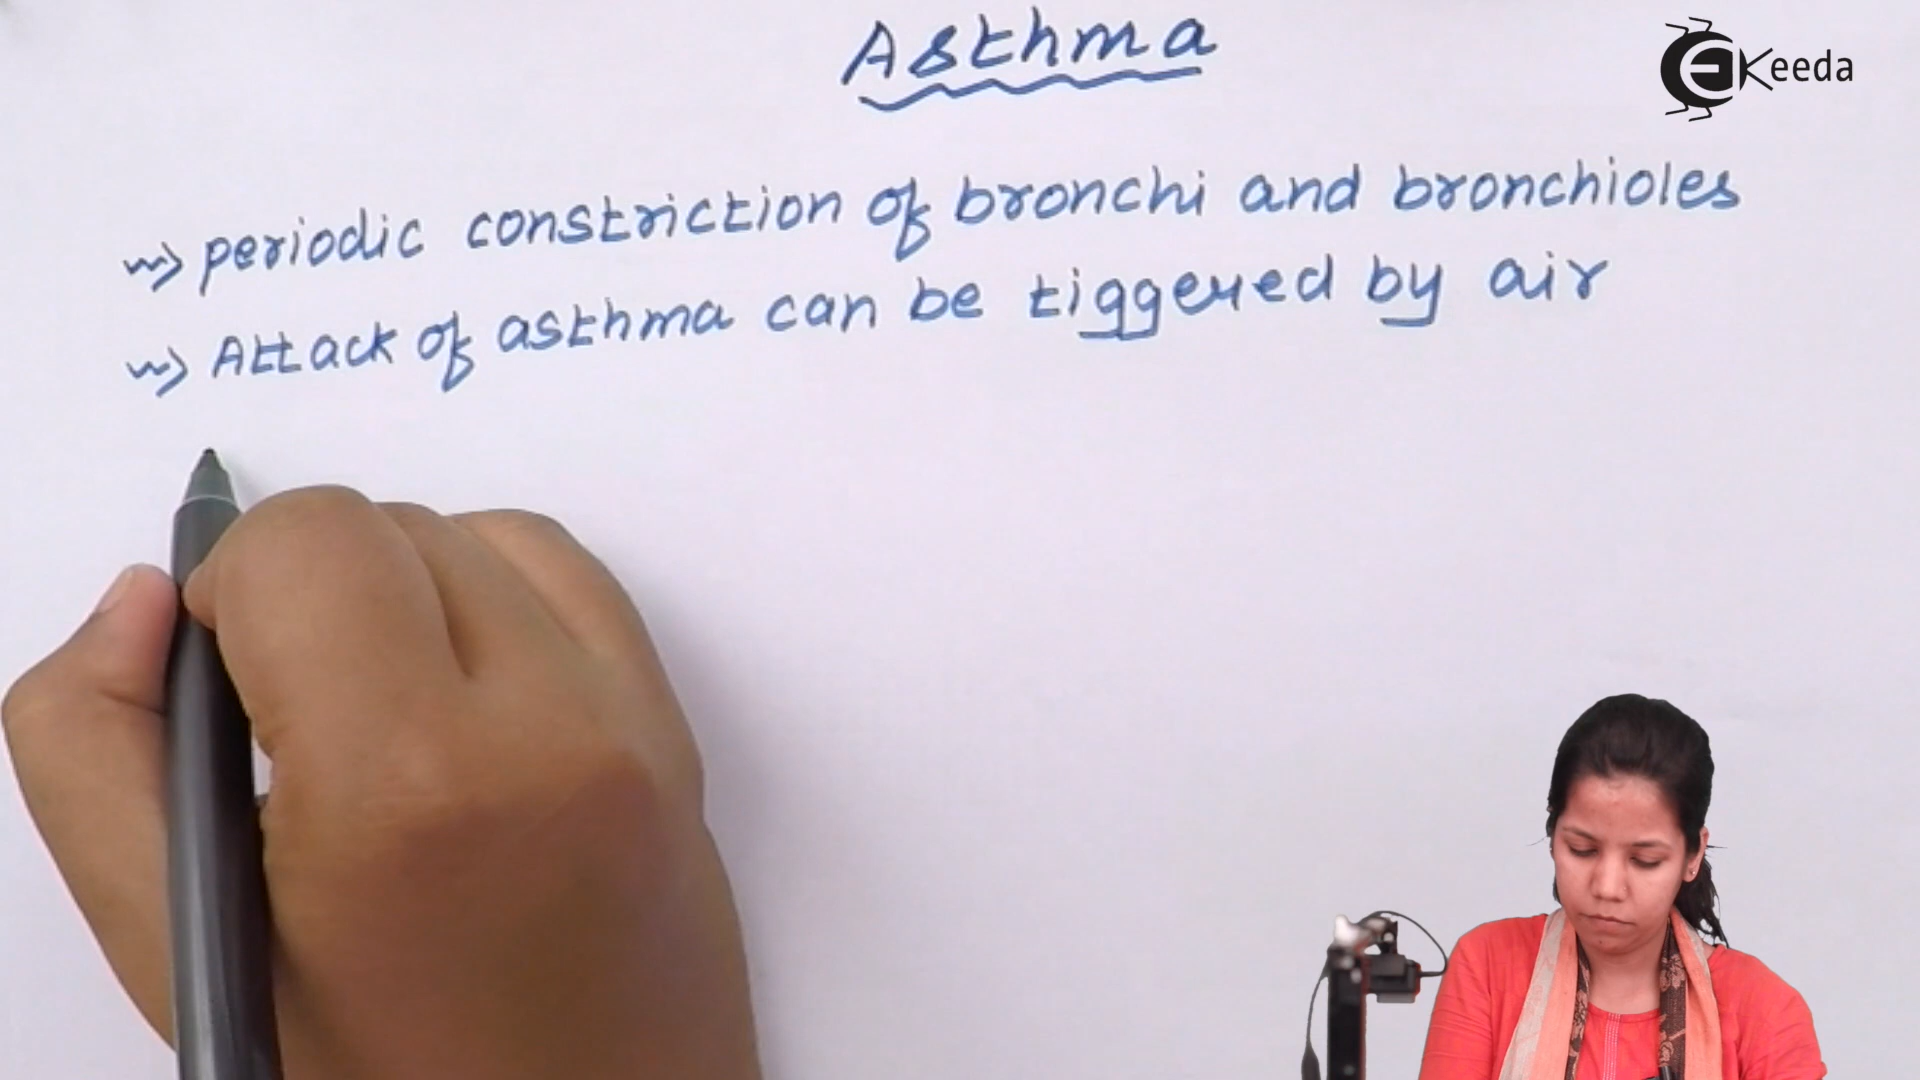 Asthma
EKeeda
periodic constriction of bronchi and bronchioles
Attack of asthma can be tiggered by air